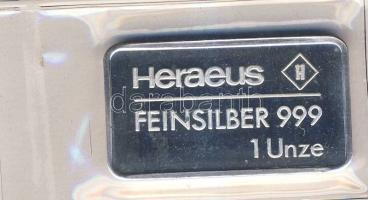 Heraeus H
FEINSILBER 999
1 Unze
darabanth